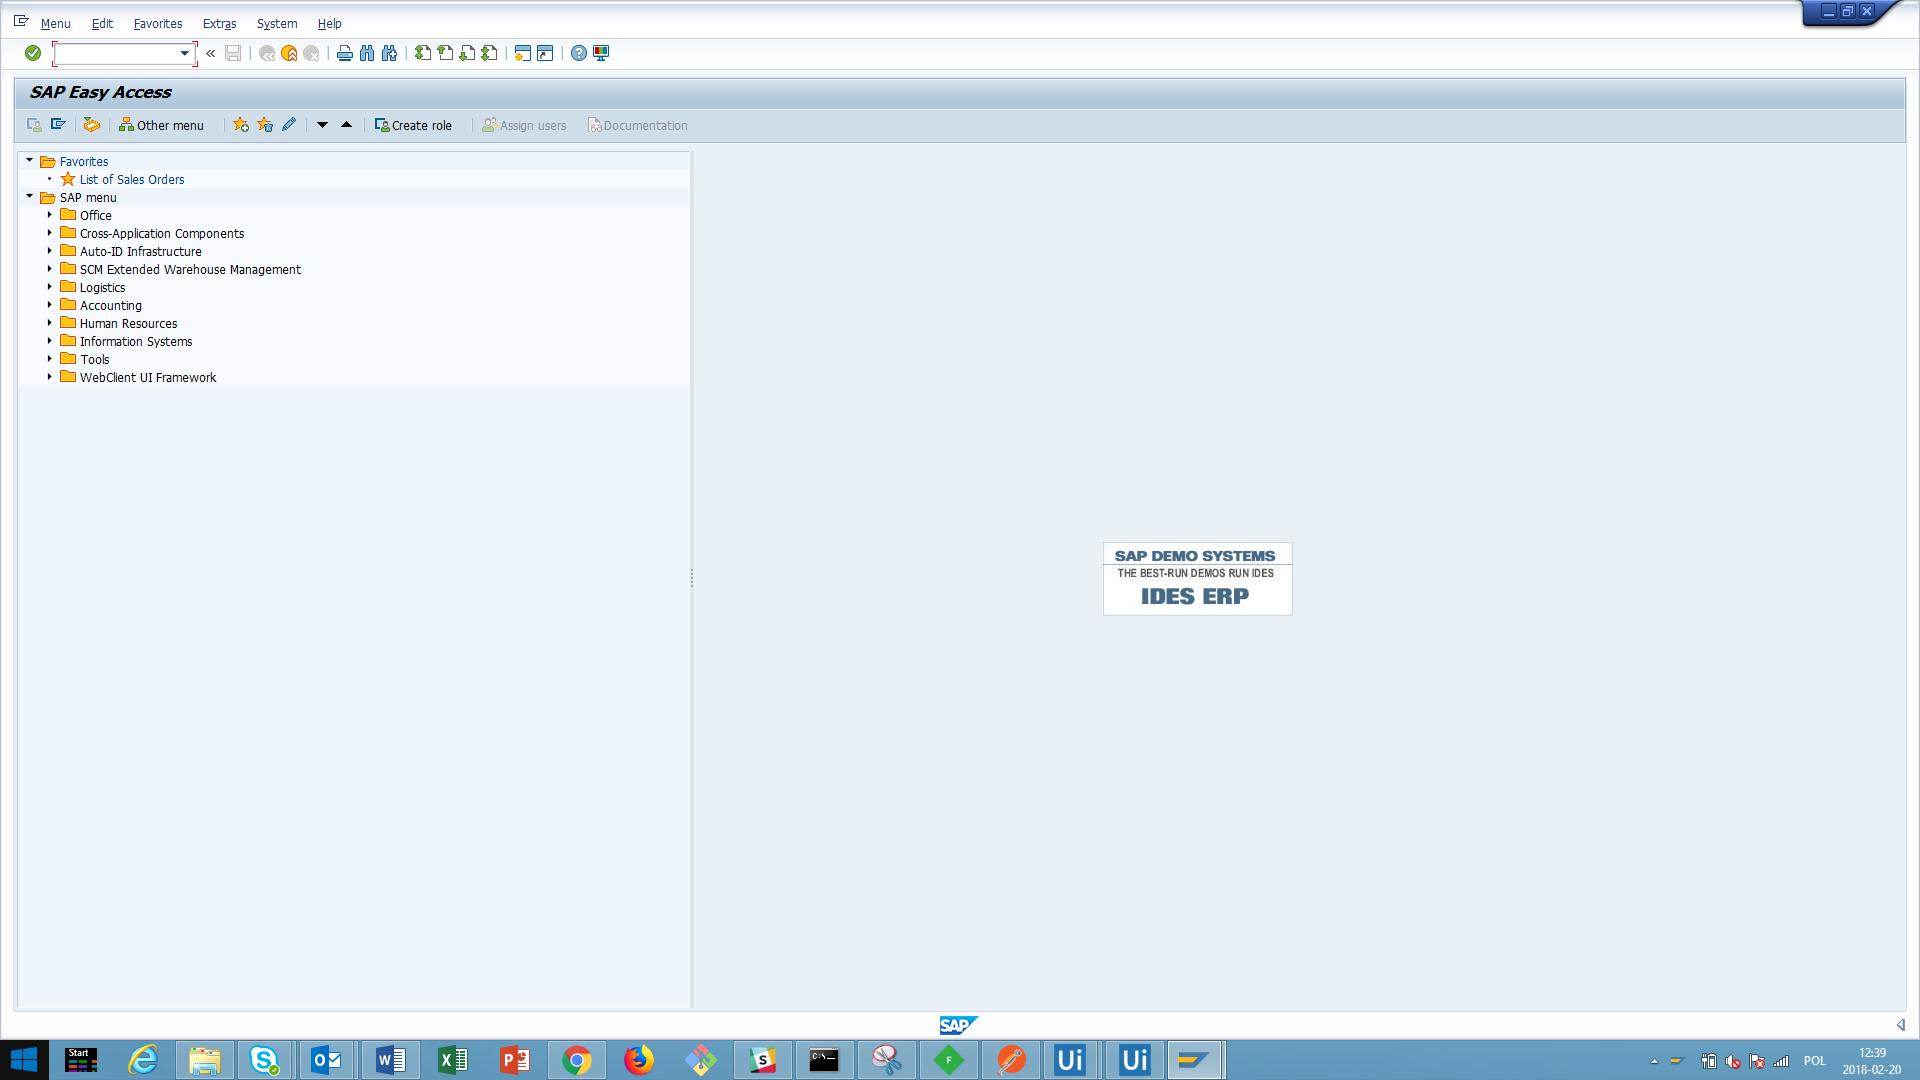 Menu Edit Favorites Extras System Help
SAP Easy Access
Other menu Create role Assign users Documentation
Favorites
List of Sales Orders
SAP menu
Office
Cross-Application Components
Auto-ID Infrastructure
SCM Extended Warehouse Management
Logistics
Accounting
Human Resources
Information Systems
Tools
WebClient UI Framework
SAP DEMO SYSTEMS
THE BEST-RUN DEMOS RUN IDES
IDES ERP
SAP
Start
C:\
F
Ui
Ui
POL
12:39
2018-02-20